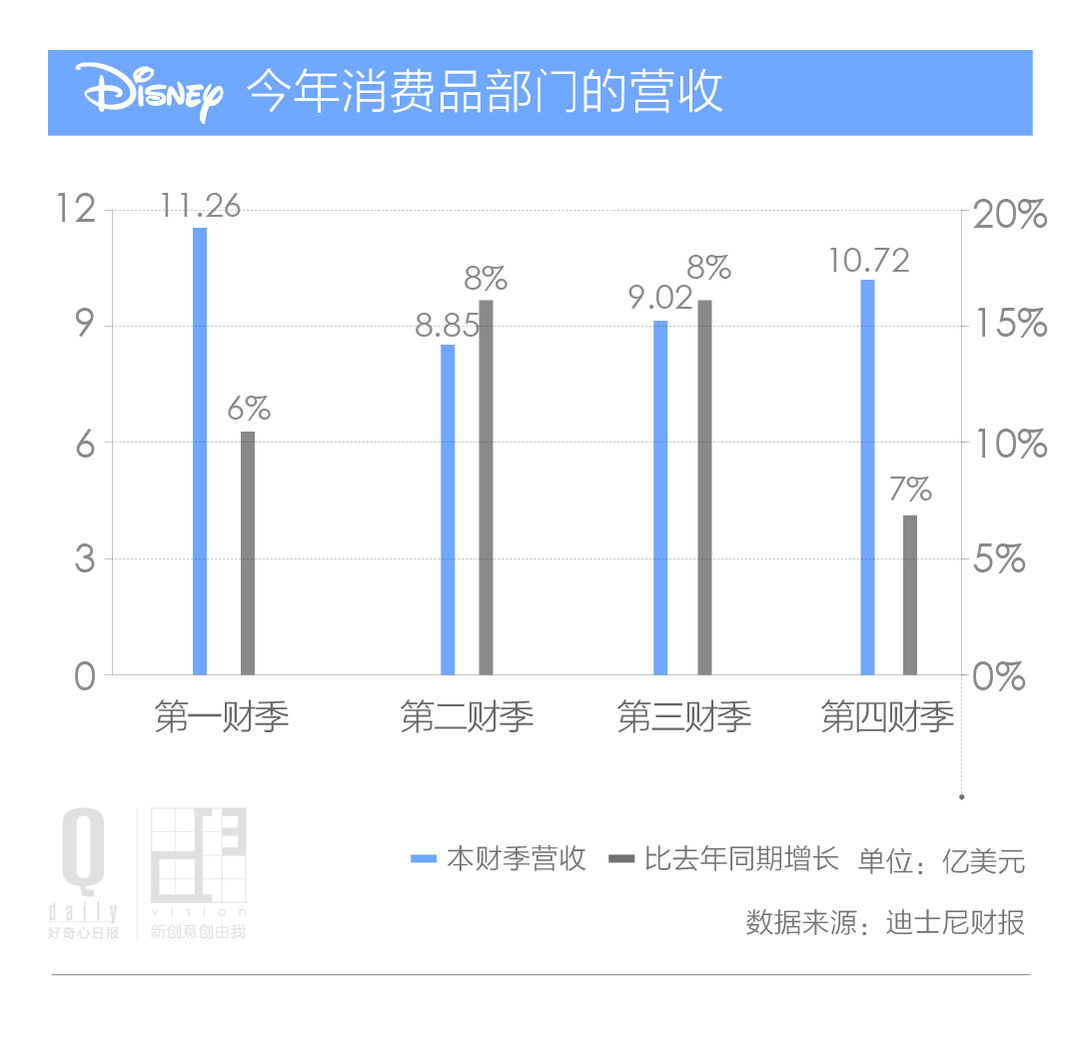 Disney 今年消费品部门的营收
12
9
6
3
0
20%
15%
10%
5%
0%
11.26
6%
8.85
8%
9.02
8%
10.72
7%
第一财季 第二财季 第三财季 第四财季
本财季营收 比去年同期增长 单位：亿美元
数据来源：迪士尼财报
Q
daily
好奇心日报
vision
新创意创由我